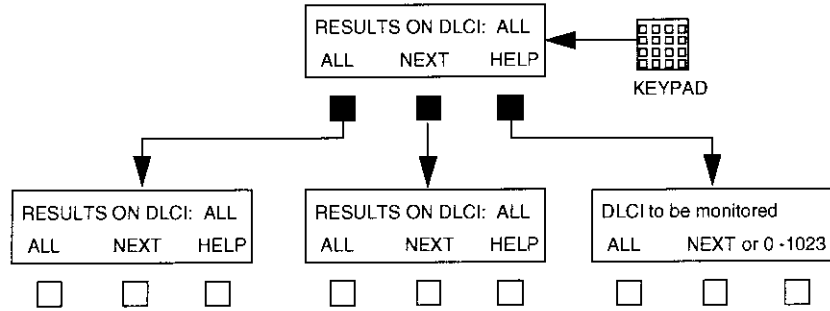 RESULTS ON DLCI: ALL
ALL NEXT HELP
KEYPAD
RESULTS ON DLCI: ALL
ALL NEXT HELP
RESULTS ON DLCI: ALL
ALL NEXT HELP
DLCI to be monitored
ALL NEXT or 0 -1023